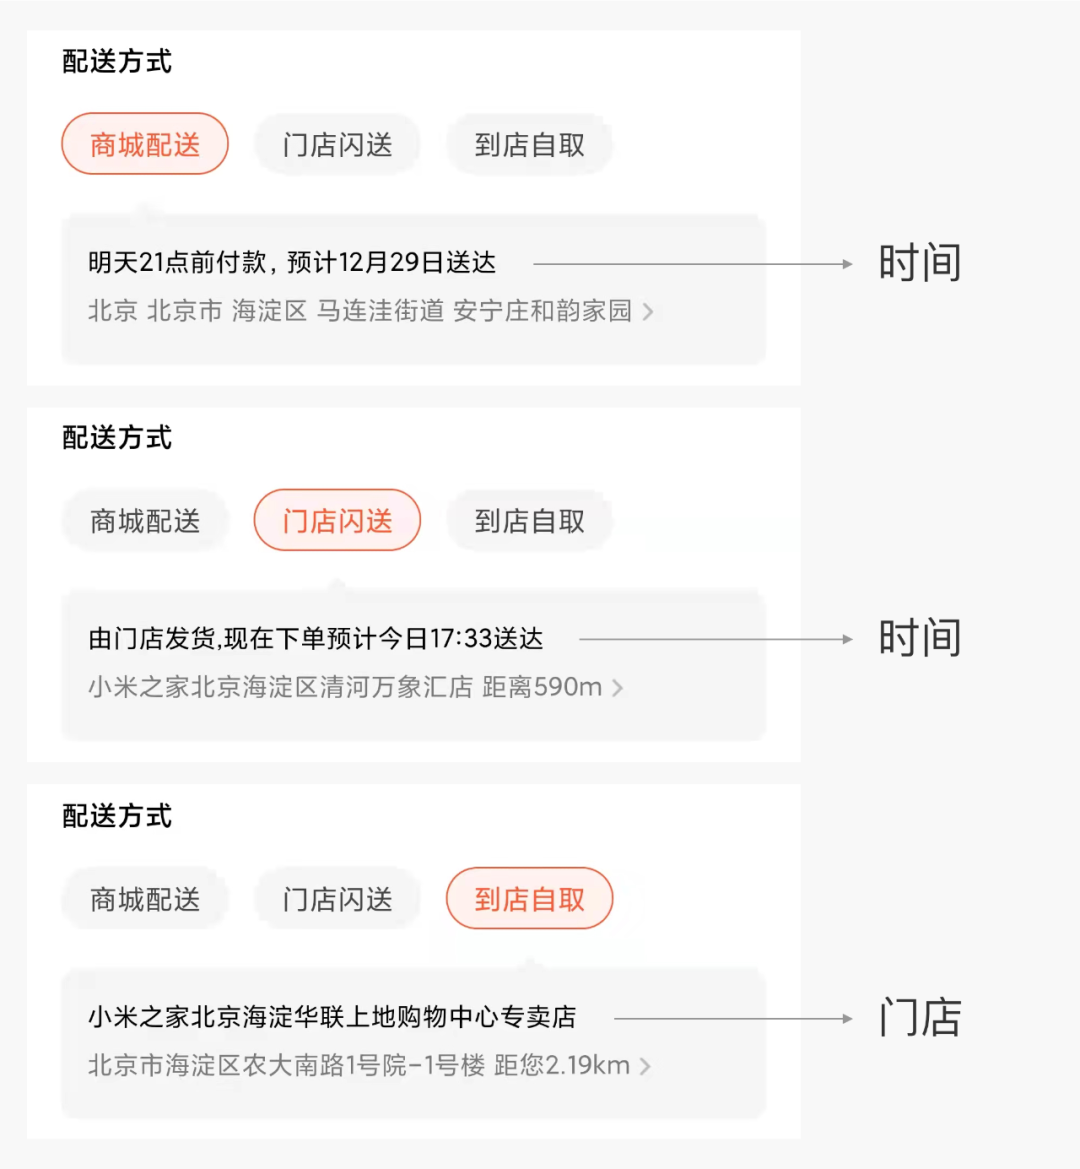 配送方式
商城配送 门店闪送 到店自取
明天21点前付款，预计12月29日送达 时间
北京 北京市 海淀区 马连洼街道 安宁庄和韵家园 >
配送方式
商城配送 门店闪送 到店自取
由门店发货,现在下单预计今日17:33送达 时间
小米之家北京海淀区清河万象汇店 距离590m >
配送方式
商城配送 门店闪送 到店自取
小米之家北京海淀华联上地购物中心专卖店 门店
北京市海淀区农大南路1号院-1号楼 距您2.19km >